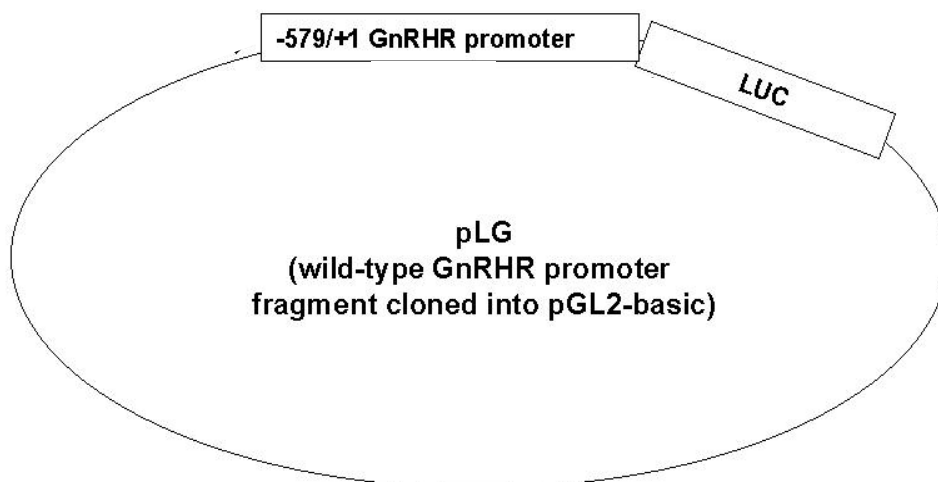 -579/+1 GnRHR promoter
LUC
pLG
(wild-type GnRHR promoter
fragment cloned into pGL2-basic)